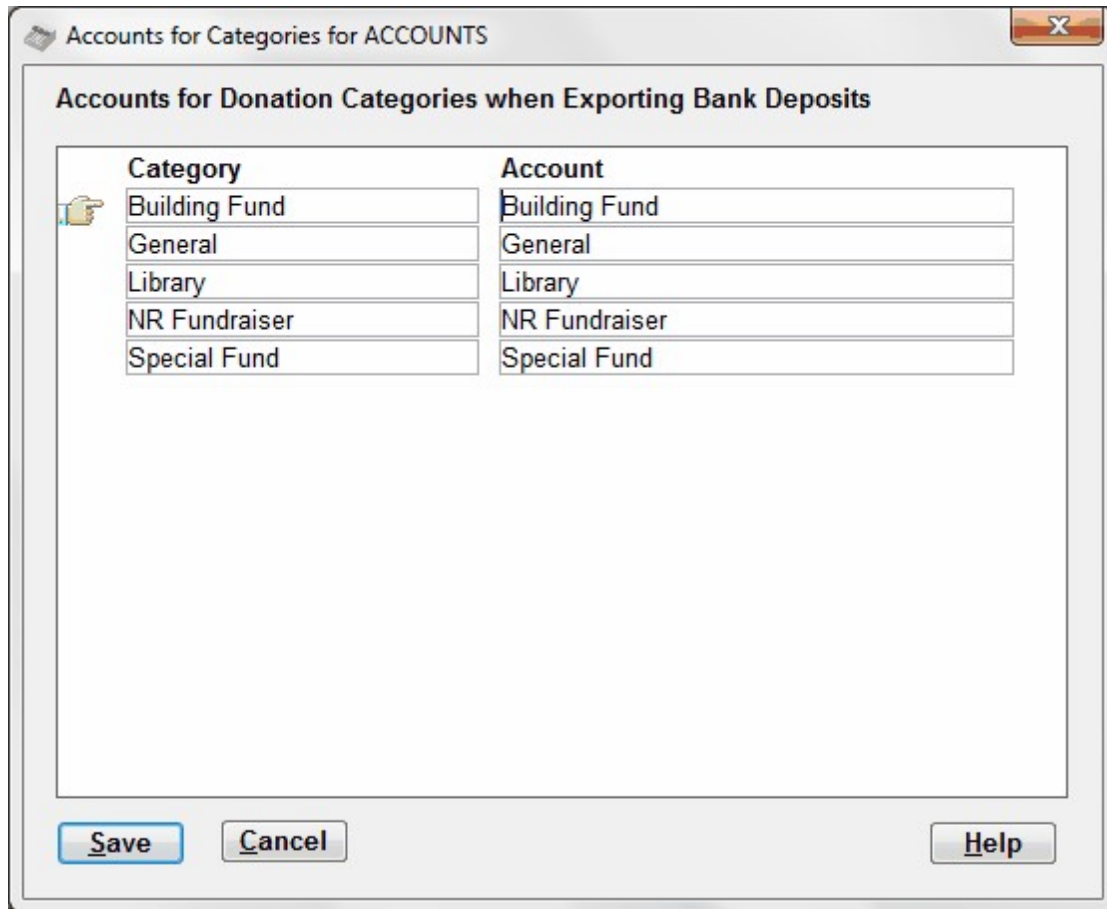 Accounts for Categories for ACCOUNTS
Accounts for Donation Categories when Exporting Bank Deposits
Category Account
Building Fund Building Fund
General General
Library Library
NR Fundraiser NR Fundraiser
Special Fund Special Fund
Save Cancel Help